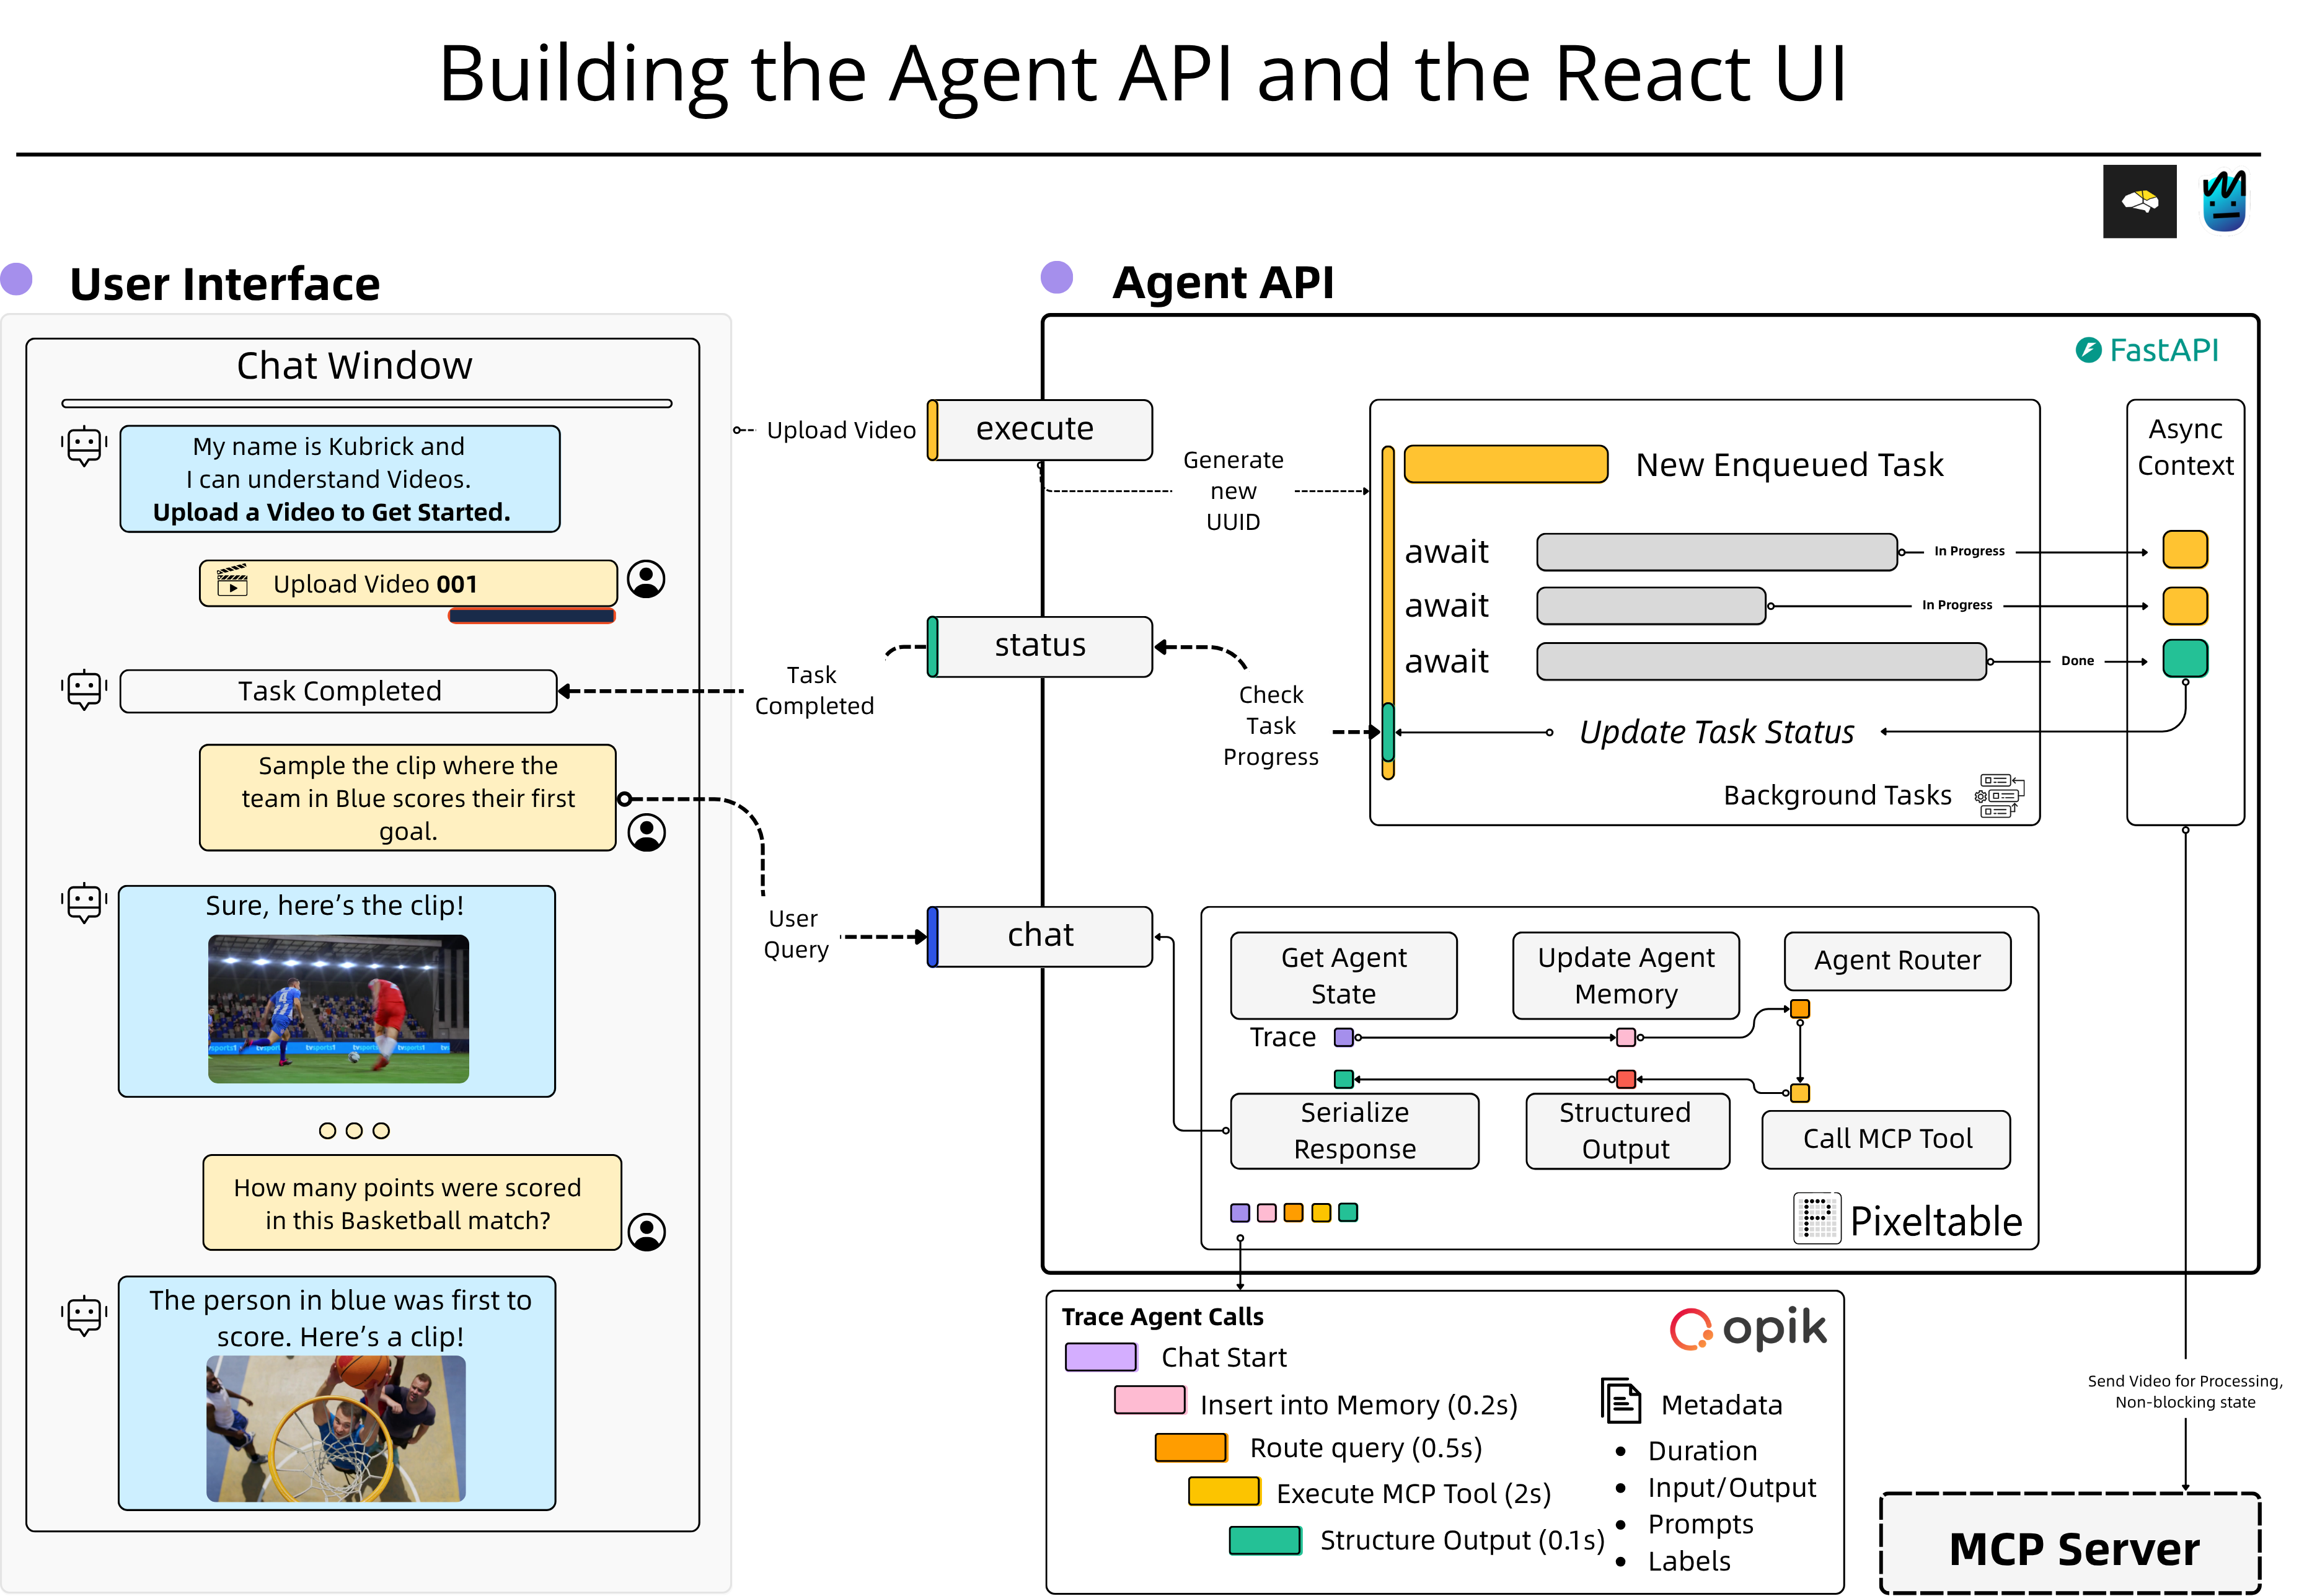 Building the Agent API and the React UI
User Interface
Chat Window
My name is Kubrick and
I can understand Videos.
Upload a Video to Get Started.
Upload Video 001
Task Completed
Sample the clip where the
team in Blue scores their first
goal.
Sure, here's the clip!
How many points were scored
in this Basketball match?
The person in blue was first to
score. Here's a clip!
Upload Video
Task
Completed
User
Query
Agent API
FastAPI
execute
status
chat
Generate
new
UUID
Check
Task
Progress
New Enqueued Task
await
In Progress
await
In Progress
await
Done
Update Task Status
Background Tasks
Async
Context
Get Agent
State
Update Agent
Memory
Agent Router
Trace
Serialize
Response
Structured
Output
Call MCP Tool
Pixeltable
Trace Agent Calls
opik
Chat Start
Insert into Memory (0.2s)
Route query (0.5s)
Execute MCP Tool (2s)
Structure Output (0.1s)
Metadata
Duration
Input/Output
Prompts
Labels
Send Video for Processing,
Non-blocking state
MCP Server